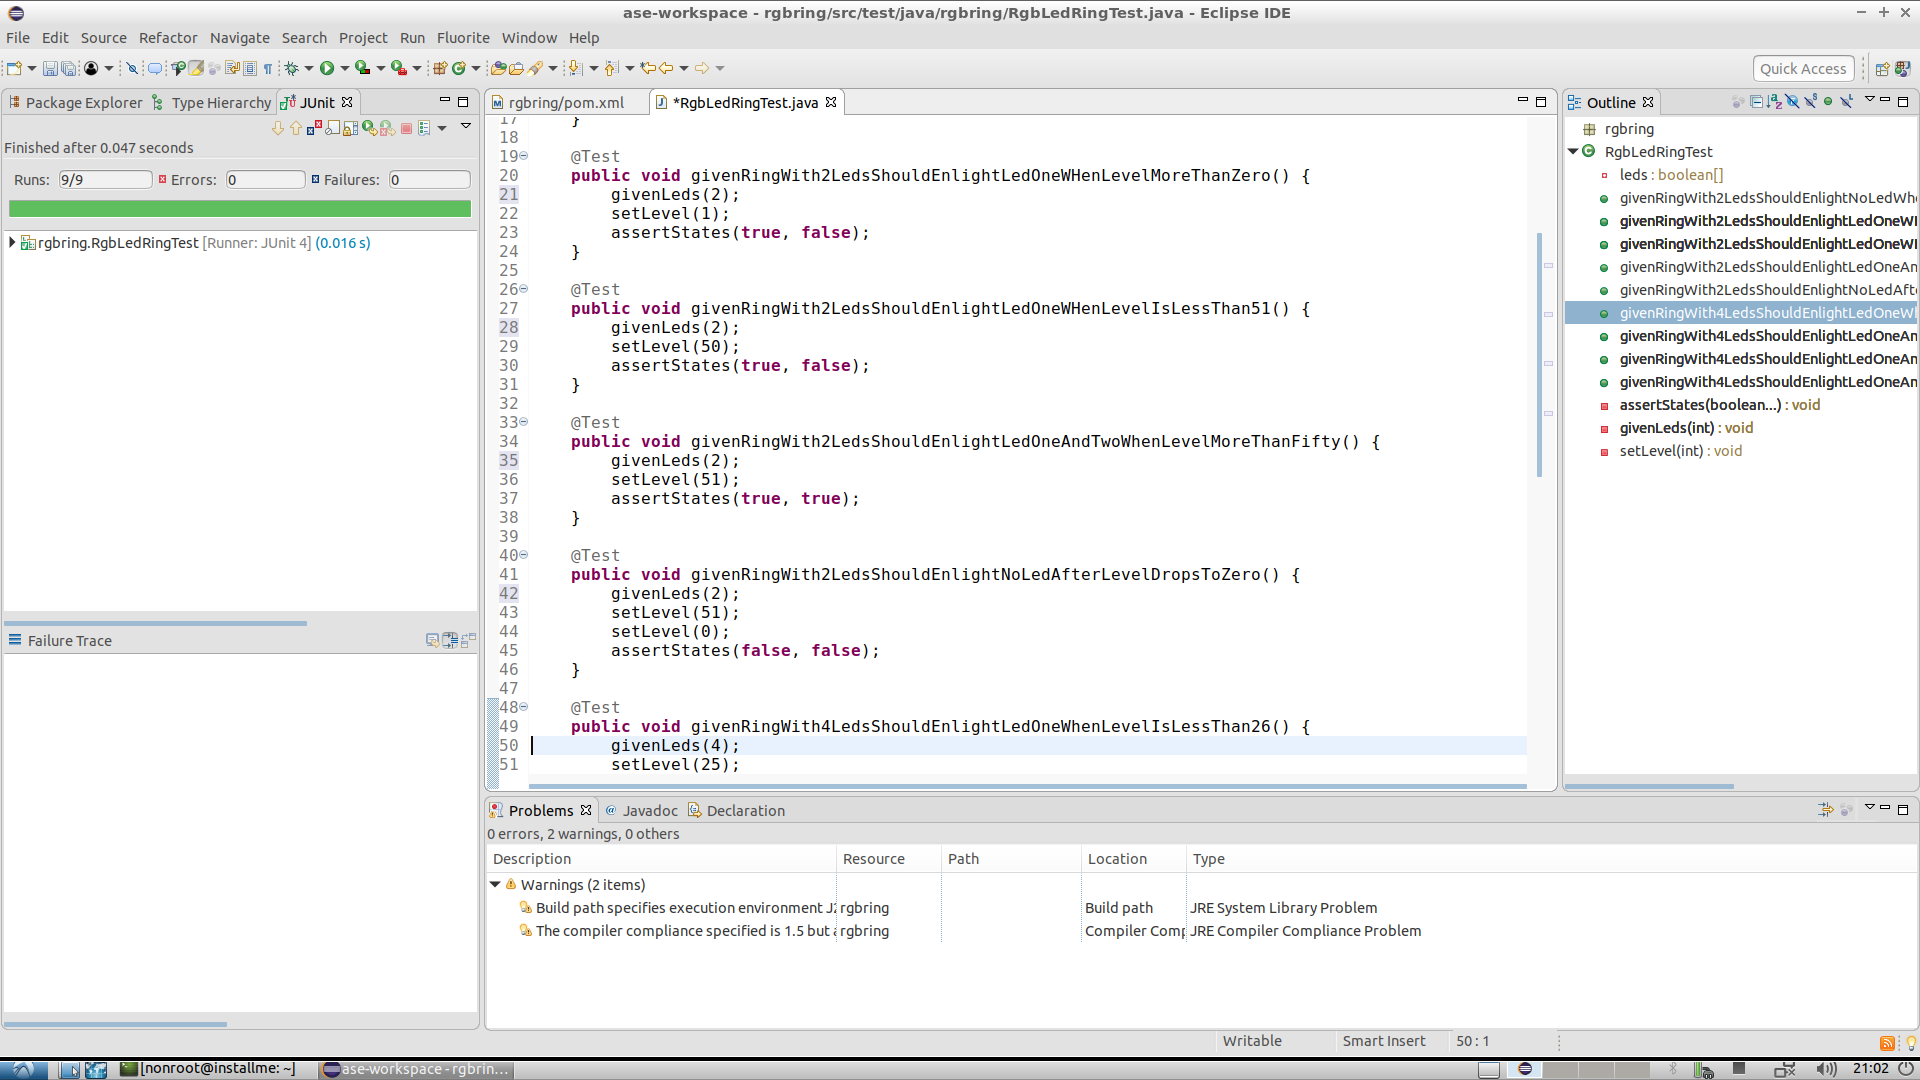 ase-workspace - rgbring/src/test/java/rgbring/RgbLedRingTest.java - Eclipse IDE
File Edit Source Refactor Navigate Search Project Run Fluorite Window Help
Quick Access
Package Explorer Type Hierarchy JUnit
Finished after 0.047 seconds
Runs: 9/9 Errors: 0 Failures: 0
rgbring.RgbLedRingTest [Runner: JUnit 4] (0.016 s)
Failure Trace
rgbring/pom.xml *RgbLedRingTest.java
17 }
18
19 @Test
20 public void givenRingWith2LedsShouldEnlightLedOneWHenLevelMoreThanZero() {
21 givenLeds(2);
22 setLevel(1);
23 assertStates(true, false);
24 }
25
26 @Test
27 public void givenRingWith2LedsShouldEnlightLedOneWHenLevelIsLessThan51() {
28 givenLeds(2);
29 setLevel(50);
30 assertStates(true, false);
31 }
32
33 @Test
34 public void givenRingWith2LedsShouldEnlightLedOneAndTwoWhenLevelMoreThanFifty() {
35 givenLeds(2);
36 setLevel(51);
37 assertStates(true, true);
38 }
39
40 @Test
41 public void givenRingWith2LedsShouldEnlightNoLedAfterLevelDropsToZero() {
42 givenLeds(2);
43 setLevel(51);
44 setLevel(0);
45 assertStates(false, false);
46 }
47
48 @Test
49 public void givenRingWith4LedsShouldEnlightLedOneWhenLevelIsLessThan26() {
50 givenLeds(4);
51 setLevel(25);
Outline
rgbring
RgbLedRingTest
leds : boolean[]
givenRingWith2LedsShouldEnlightNoLedWh
givenRingWith2LedsShouldEnlightLedOneW
givenRingWith2LedsShouldEnlightLedOneW
givenRingWith2LedsShouldEnlightLedOneAn
givenRingWith2LedsShouldEnlightNoLedAft
givenRingWith4LedsShouldEnlightLedOneW
givenRingWith4LedsShouldEnlightLedOneAn
givenRingWith4LedsShouldEnlightLedOneAn
givenRingWith4LedsShouldEnlightLedOneAn
assertStates(boolean...) : void
givenLeds(int) : void
setLevel(int) : void
Problems Javadoc Declaration
0 errors, 2 warnings, 0 others
Description Resource Path Location Type
Warnings (2 items)
Build path specifies execution environment J2 rgbring Build path JRE System Library Problem
The compiler compliance specified is 1.5 but a rgbring Compiler Comp JRE Compiler Compliance Problem
Writable Smart Insert 50 : 1
[nonroot@installme: ~] ase-workspace - rgbrin... 21:02